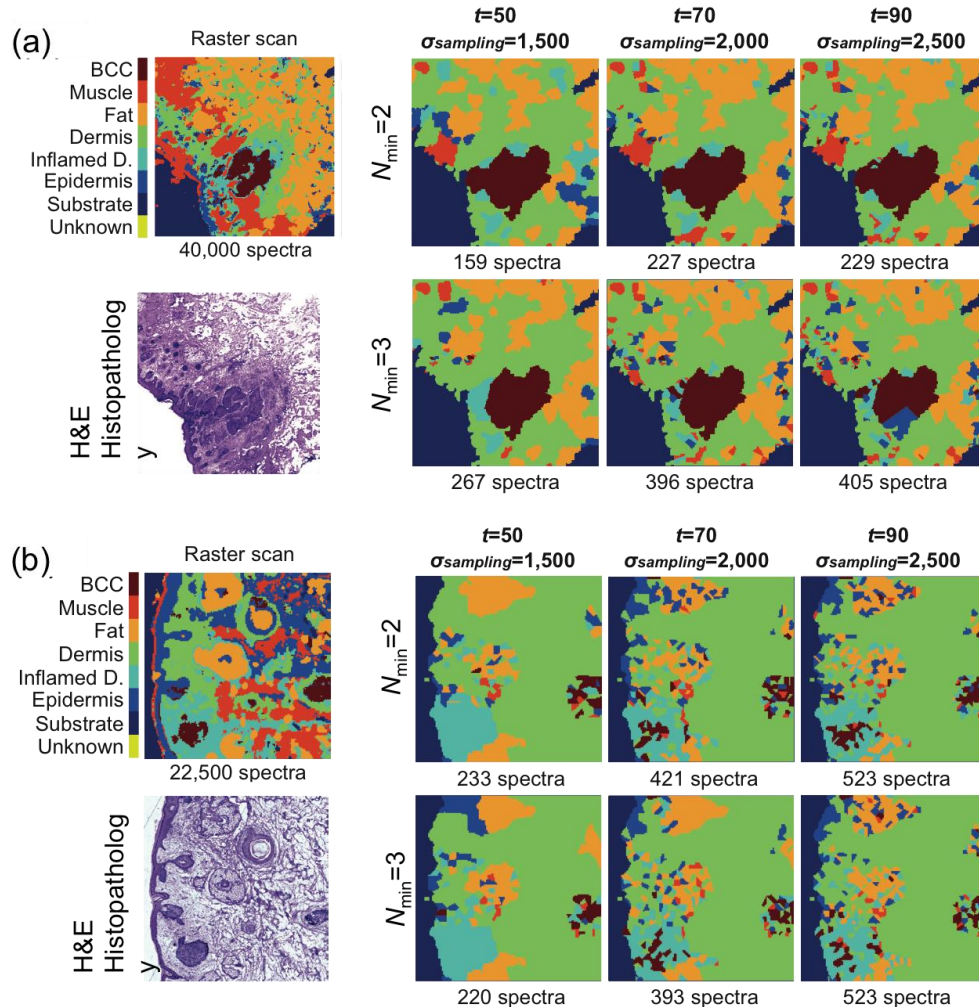 (a)
Raster scan
BCC
Muscle
Fat
Dermis
Inflamed D.
Epidermis
Substrate
Unknown
40,000 spectra
H&E
Histopatholog
y
t=50
σsampling=1,500
t=70
σsampling=2,000
t=90
σsampling=2,500
Nmin=2
159 spectra
227 spectra
229 spectra
Nmin=3
267 spectra
396 spectra
405 spectra
(b)
Raster scan
BCC
Muscle
Fat
Dermis
Inflamed D.
Epidermis
Substrate
Unknown
22,500 spectra
H&E
Histopatholog
y
t=50
σsampling=1,500
t=70
σsampling=2,000
t=90
σsampling=2,500
Nmin=2
233 spectra
421 spectra
523 spectra
Nmin=3
220 spectra
393 spectra
523 spectra